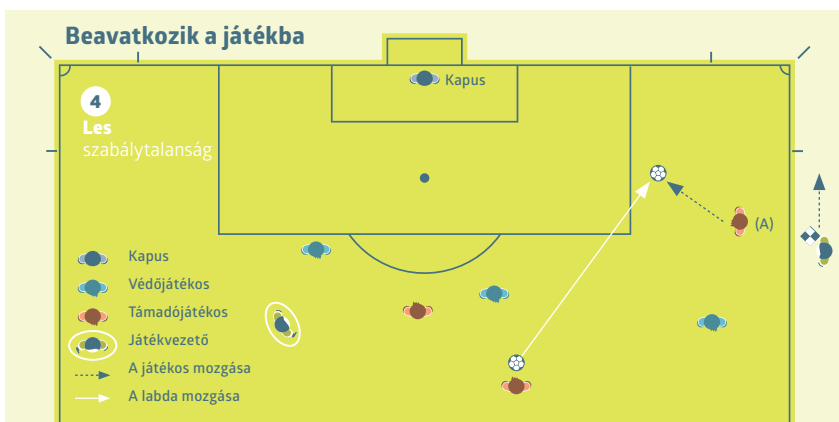 Beavatkozik a játékba
Kapus
4
Les
szabálytalanság
(A)
Kapus
Védőjátékos
Támadójátékos
Játékvezető
A játékos mozgása
A labda mozgása